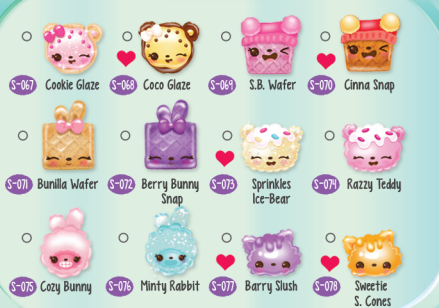 S-067 Cookie Glaze S-068 Coco Glaze S-069 S.B. Wafer S-070 Cinna Snap
S-071 Bunilla Wafer S-072 Berry Bunny Snap S-073 Sprinkles Ice-Bear S-074 Razzy Teddy
S-075 Cozy Bunny S-076 Minty Rabbit S-077 Barry Slush S-078 Sweetie S. Cones